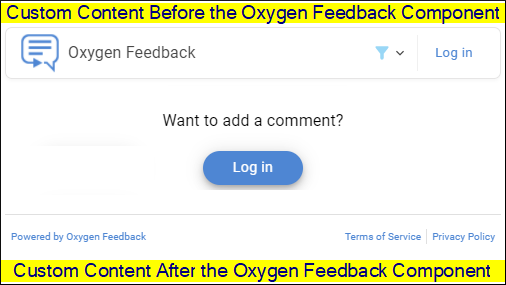 Custom Content Before the Oxygen Feedback Component
Oxygen Feedback Log in
Want to add a comment?
Log in
Powered by Oxygen Feedback Terms of Service Privacy Policy
Custom Content After the Oxygen Feedback Component